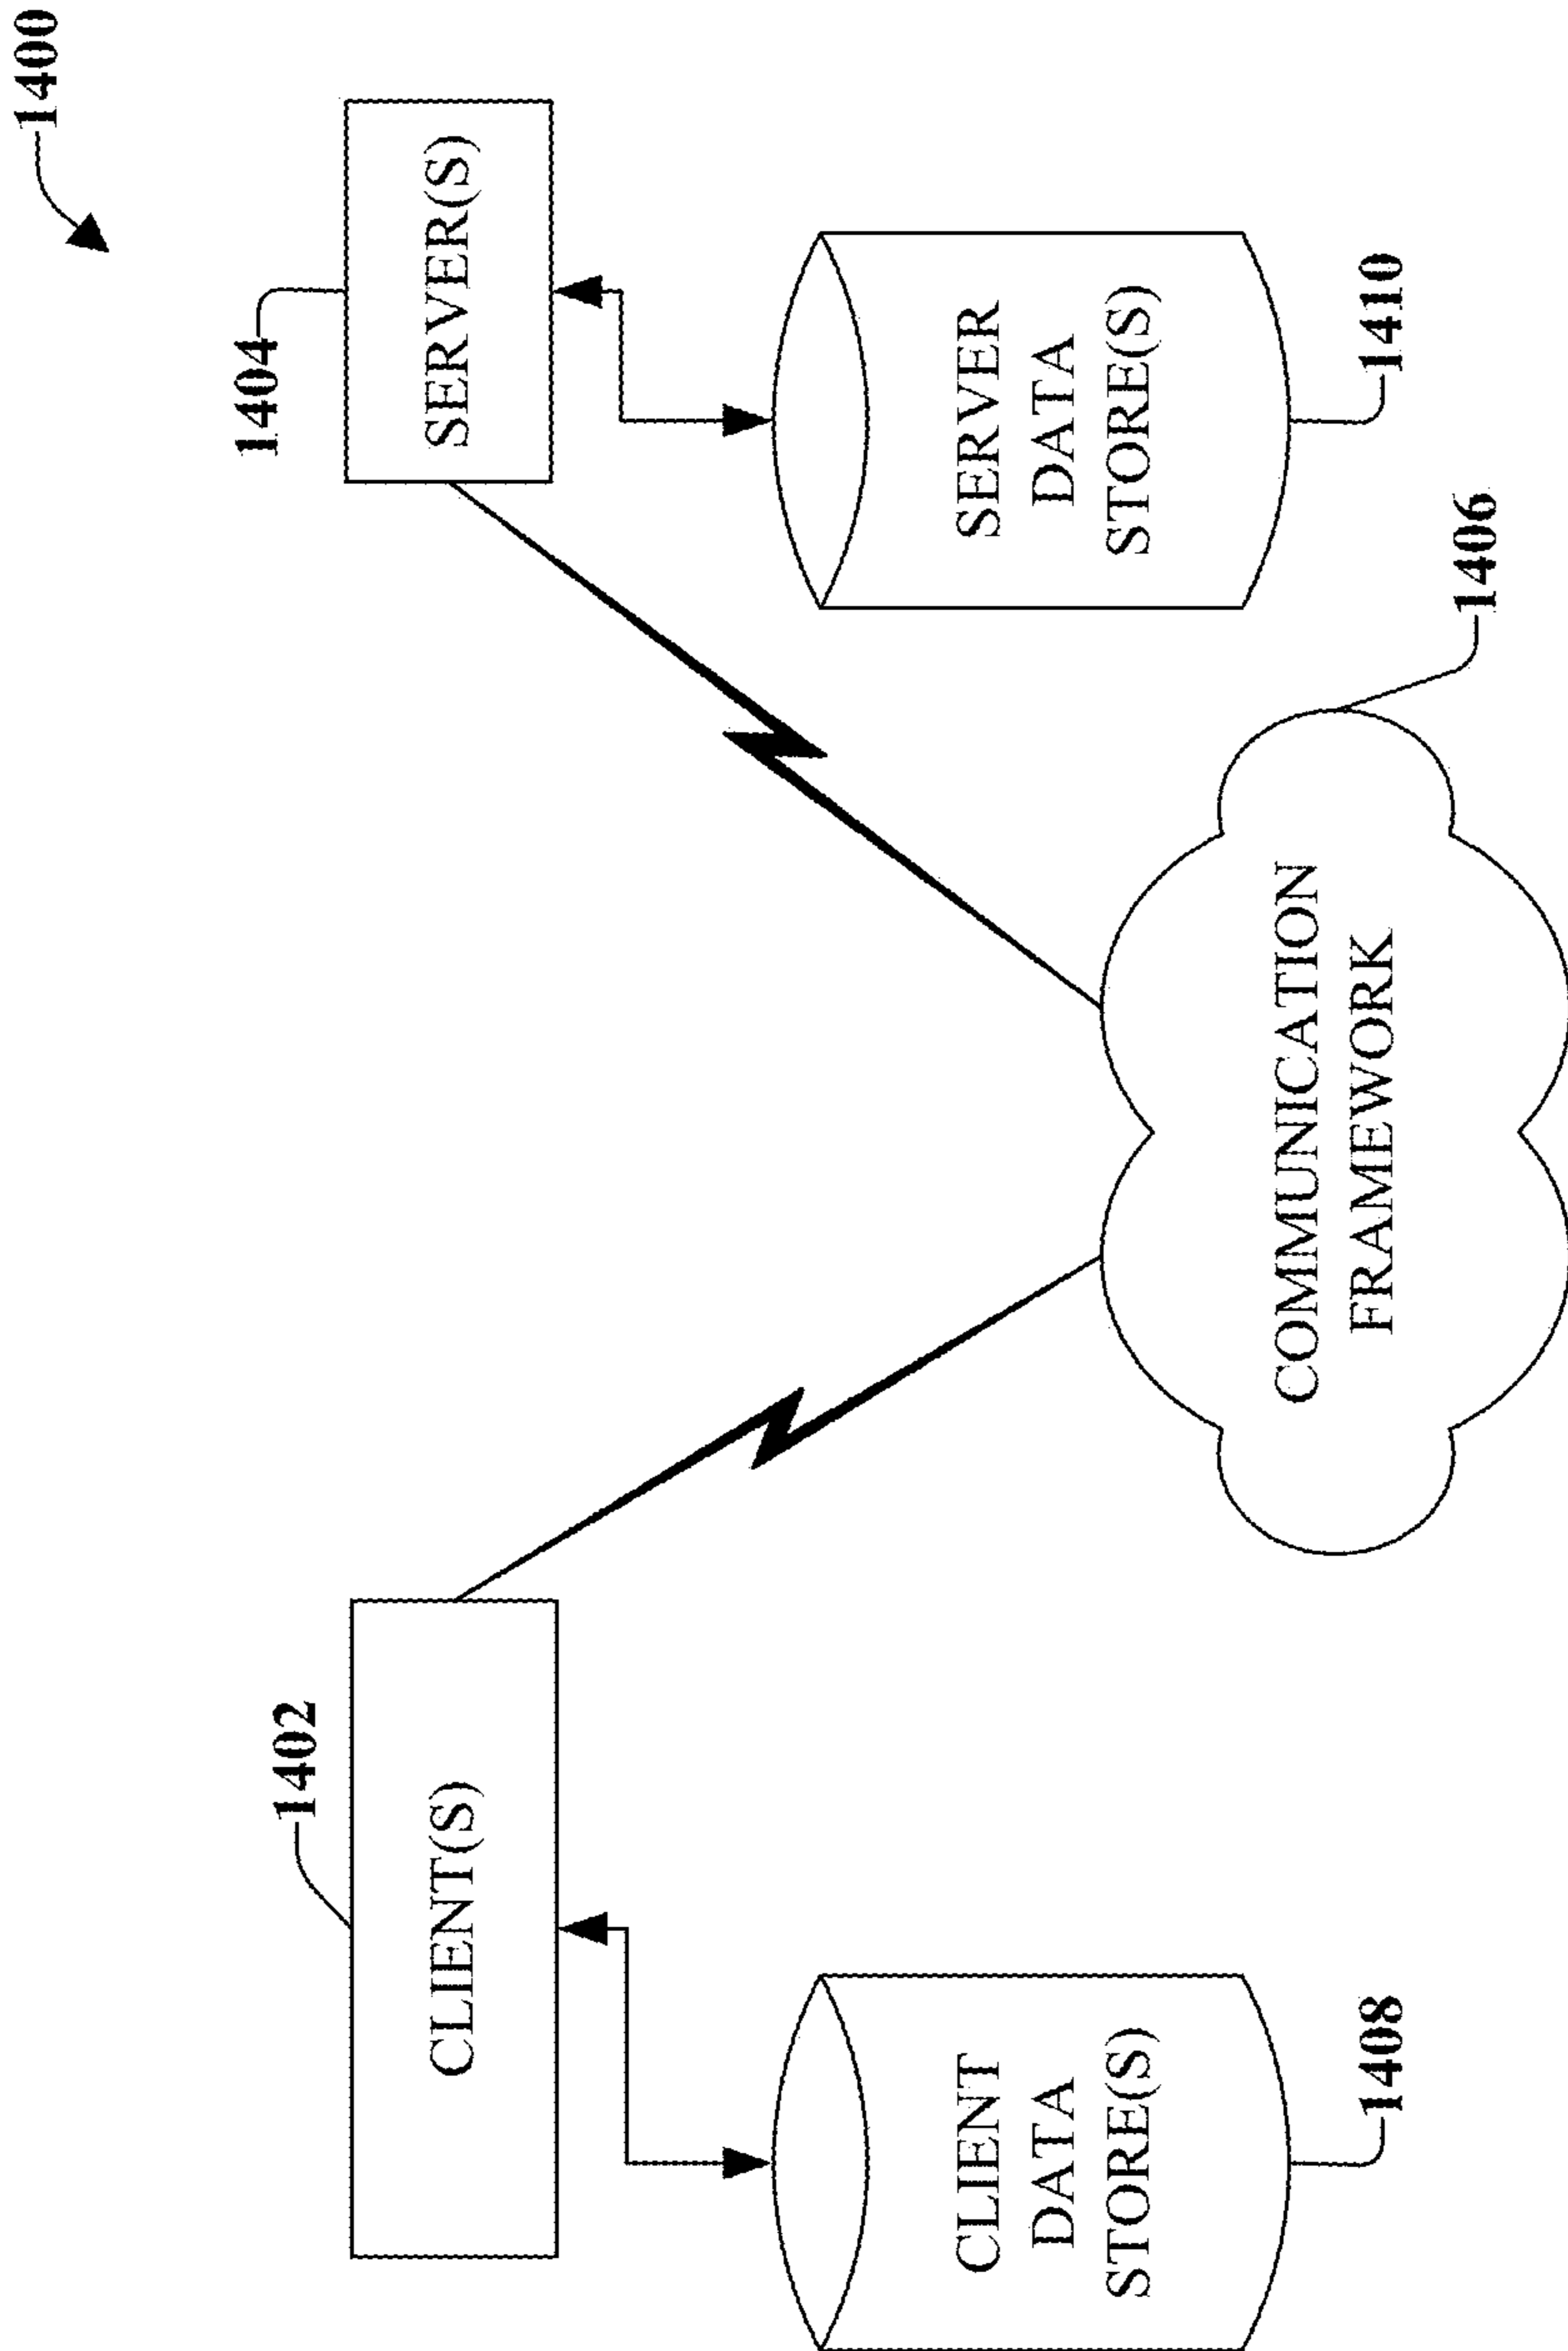 1400
1402
1404
CLIENT(S)
SERVER(S)
CLIENT
DATA
STORE(S)
SERVER
DATA
STORE(S)
1408
1410
1406
COMMUNICATION
FRAMEWORK